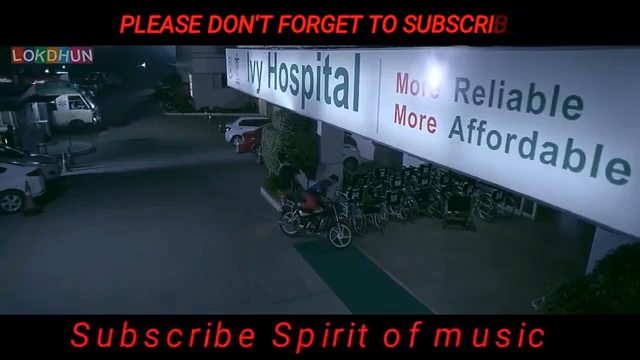 PLEASE DON'T FORGET TO SUBSCRIB
LOKDHUN
Ivy Hospital
More Reliable
More Affordable
Subscribe Spirit of music